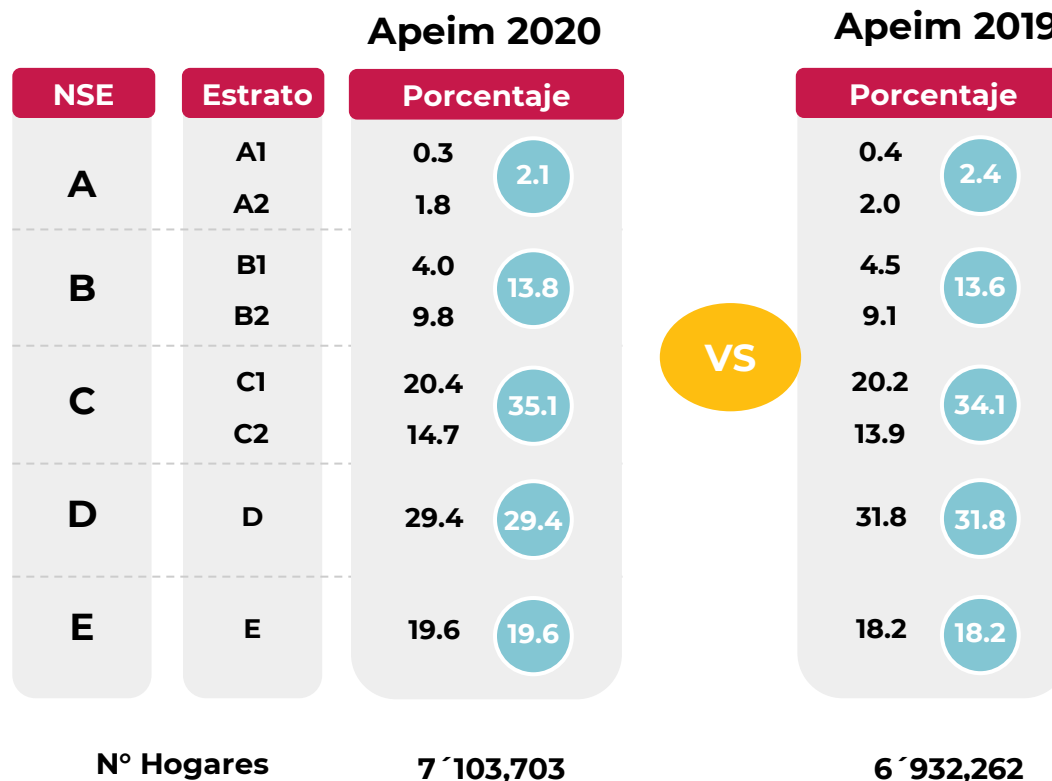 Apeim 2020 Apeim 2019
NSE Estrato Porcentaje Porcentaje
A1 0.3 0.4
A 2.1 2.4
A2 1.8 2.0
B1 4.0 4.5
B 13.8 13.6
B2 9.8 9.1
VS
C1 20.4 20.2
C 35.1 34.1
C2 14.7 13.9
D D 29.4 29.4 31.8 31.8
E E 19.6 19.6 18.2 18.2
N° Hogares 7´103,703 6´932,262